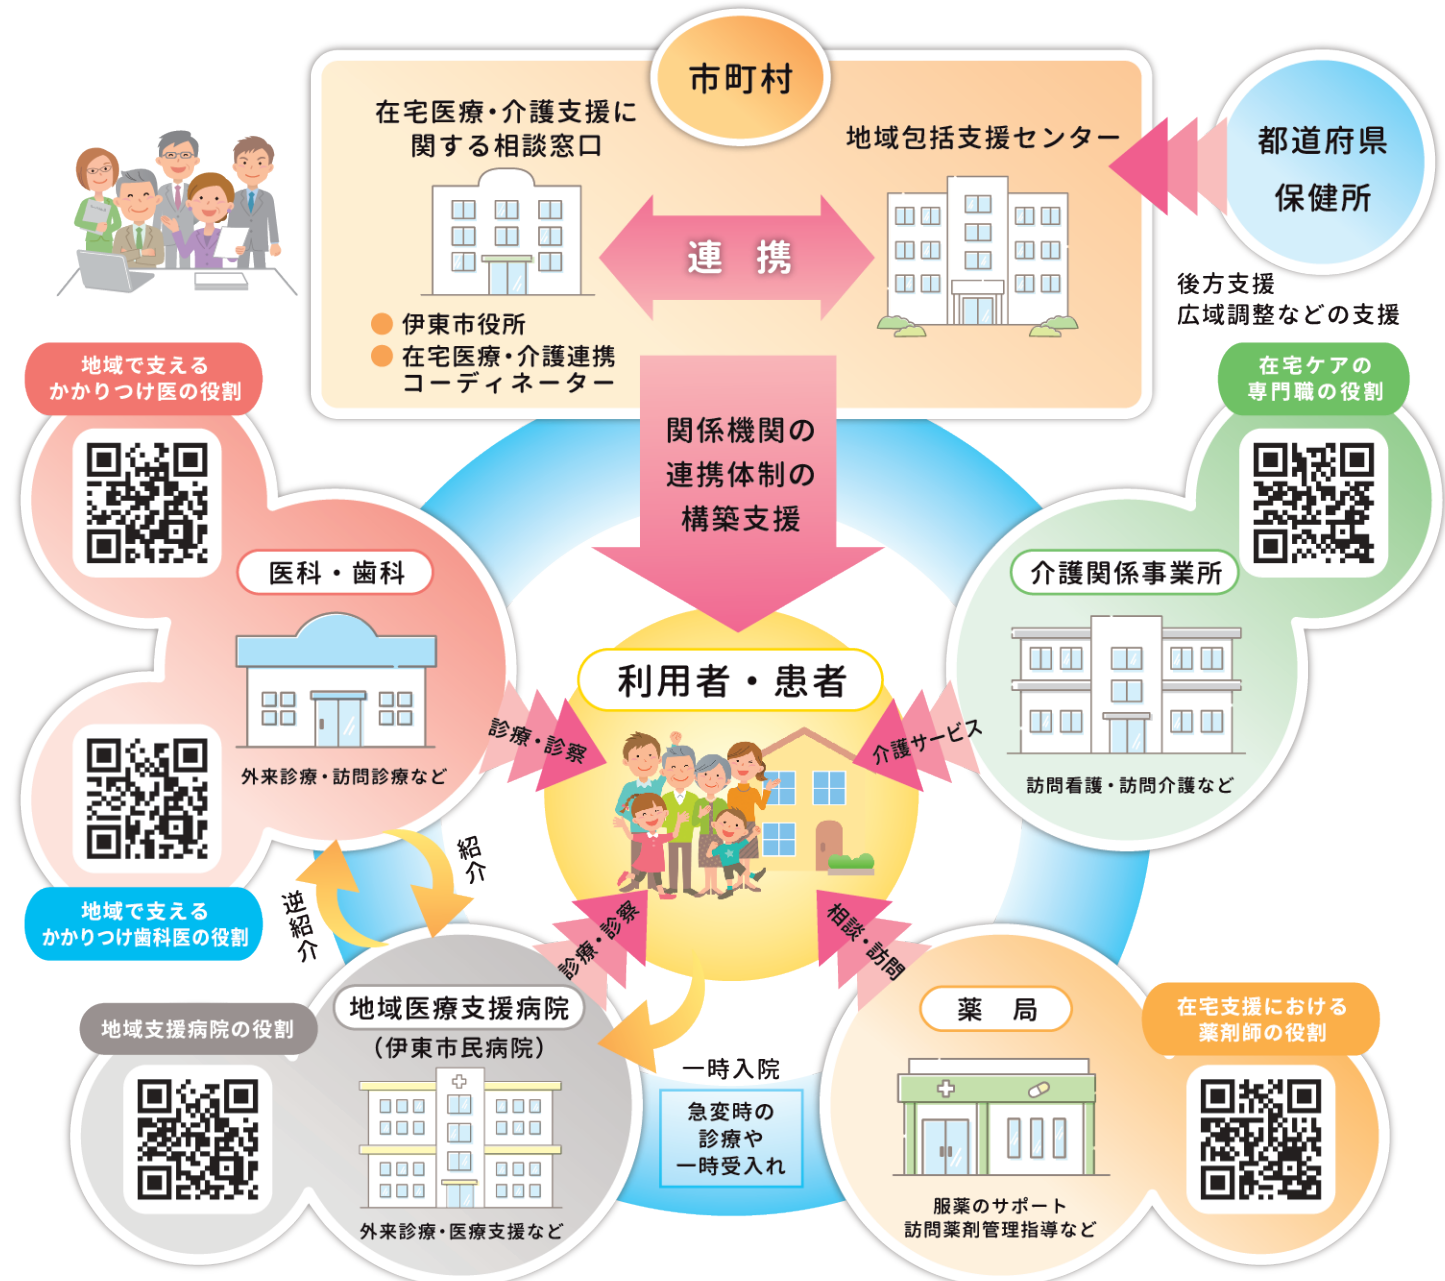 市町村
在宅医療・介護支援に
関する相談窓口
地域包括支援センター
連携
伊東市役所
在宅医療・介護連携
コーディネーター
都道府県
保健所
後方支援
広域調整などの支援
関係機関の
連携体制の
構築支援
地域で支える
かかりつけ医の役割
医科・歯科
外来診療・訪問診療など
地域で支える
かかりつけ歯科医の役割
在宅ケアの
専門職の役割
介護関係事業所
訪問看護・訪問介護など
利用者・患者
診療・診察
介護サービス
紹介
逆紹介
診療・診察
相談・訪問
地域支援病院の役割
地域医療支援病院
（伊東市民病院）
外来診療・医療支援など
一時入院
急変時の
診療や
一時受入れ
薬局
服薬のサポート
訪問薬剤管理指導など
在宅支援における
薬剤師の役割